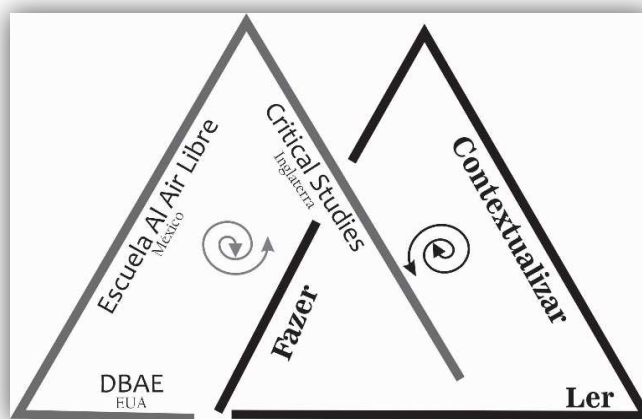 Escuela Al Air Libre
México
Critical Studies
Inglaterra
DBAE
EUA
Fazer
Contextualizar
Ler